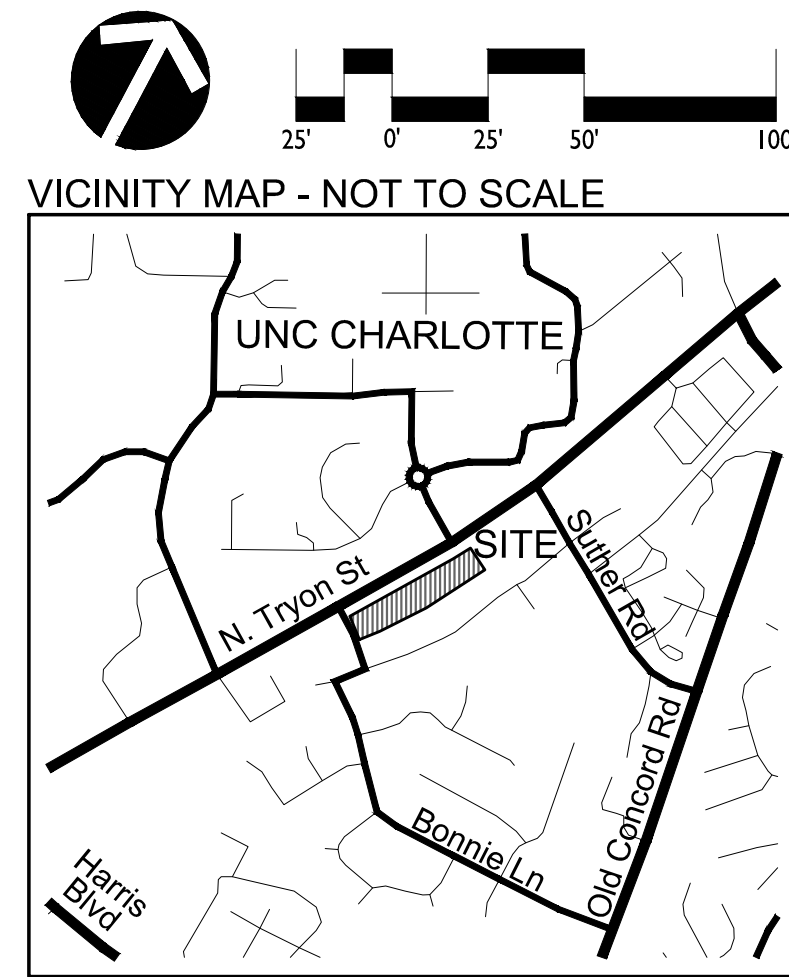 25' 0' 25' 50' 100
VICINITY MAP - NOT TO SCALE
UNC CHARLOTTE
SITE
Suther Rd
N. Tryon St
Old Concord Rd
Bonnie Ln
Harris
Blvd